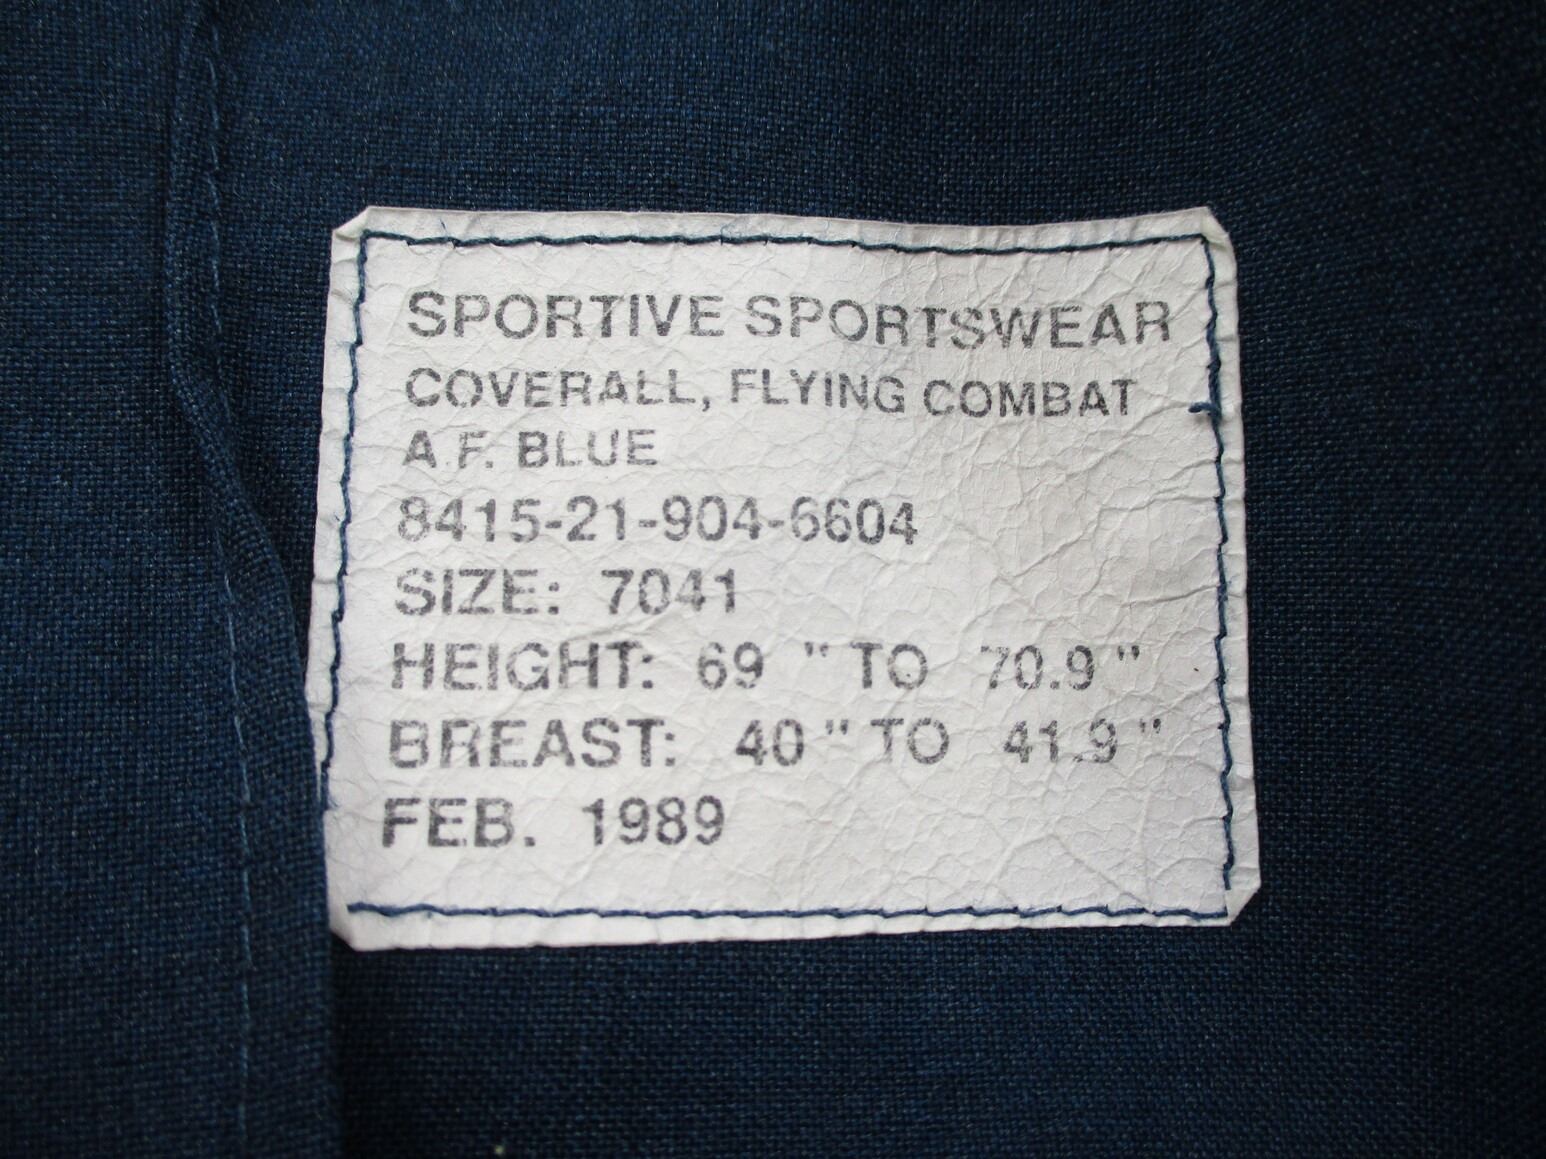 SPORTIVE SPORTSWEAR
COVERALL, FLYING COMBAT
A.F. BLUE
8415-21-904-6604
SIZE: 7041
HEIGHT: 69 " TO 70.9 "
BREAST: 40 " TO 41.9 "
FEB. 1989